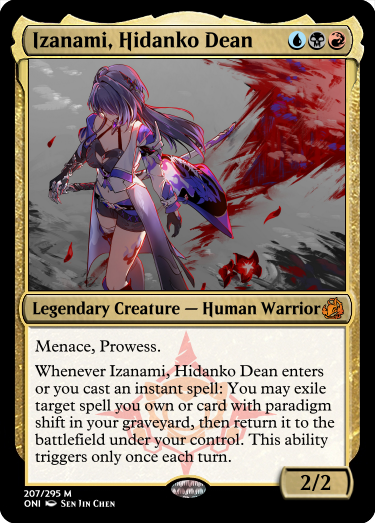 Izanami, Hidanko Dean
Legendary Creature — Human Warrior
Menace, Prowess.
Whenever Izanami, Hidanko Dean enters
or you cast an instant spell: You may exile
target spell you own or card with paradigm
shift in your graveyard, then return it to the
battlefield under your control. This ability
triggers only once each turn.
2/2
207/295 M
ONI Sen Jin Chen